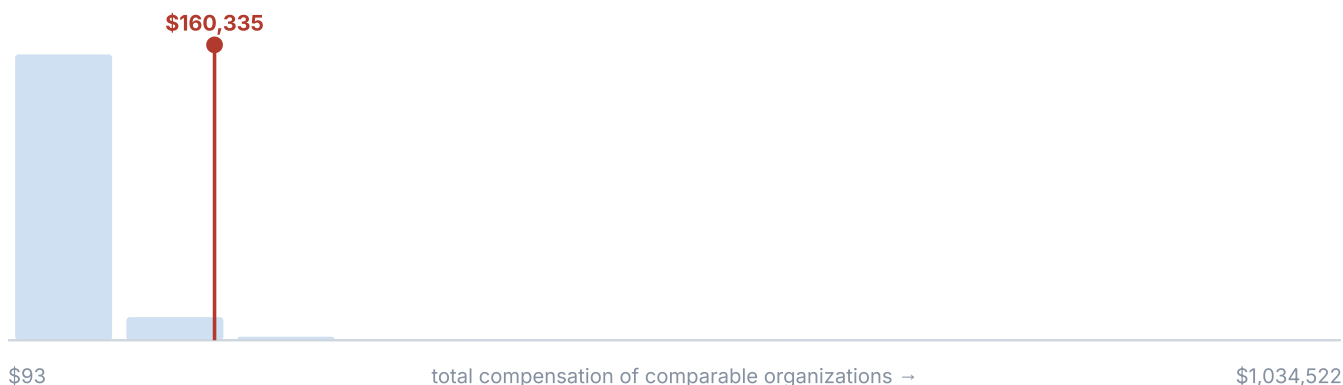 $160,335
$93 total compensation of comparable organizations → $1,034,522